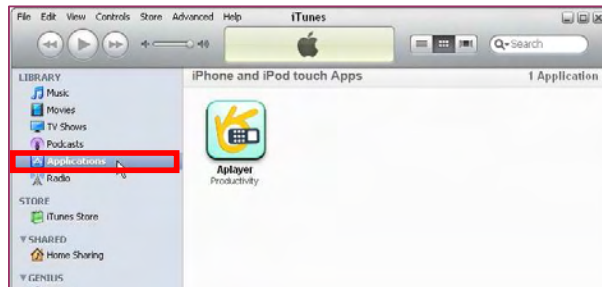 File Edit View Controls Store Advanced Help iTunes
Search
LIBRARY
iPhone and iPod touch Apps 1 Application
Music
Movies
TV Shows
Podcasts
Applications
Radio
Aplayer
Productivity
STORE
iTunes Store
SHARED
Home Sharing
GENIUS